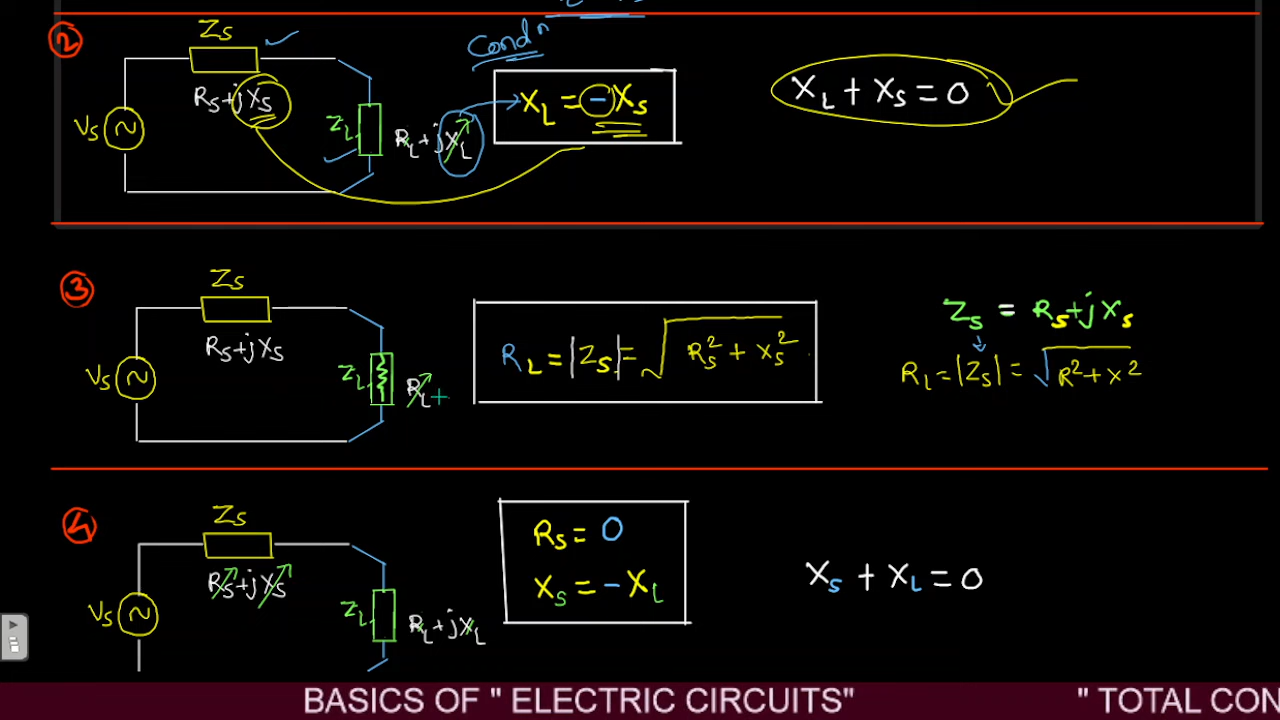 ②
Zs
Rs+jXs
Vs
ZL
RL+jXL
Condⁿ
XL = -Xs
XL + Xs = 0
③
Zs
Rs+jXs
Vs
ZL
RL+
RL = |Zs| = √Rs² + Xs²
Zs = Rs+jXs
RL = |Zs| = √R² + X²
④
Zs
Rs+jXs
Vs
ZL
RL+jXL
Rs = 0
Xs = -XL
Xs + XL = 0
BASICS OF " ELECTRIC CIRCUITS" " TOTAL CON